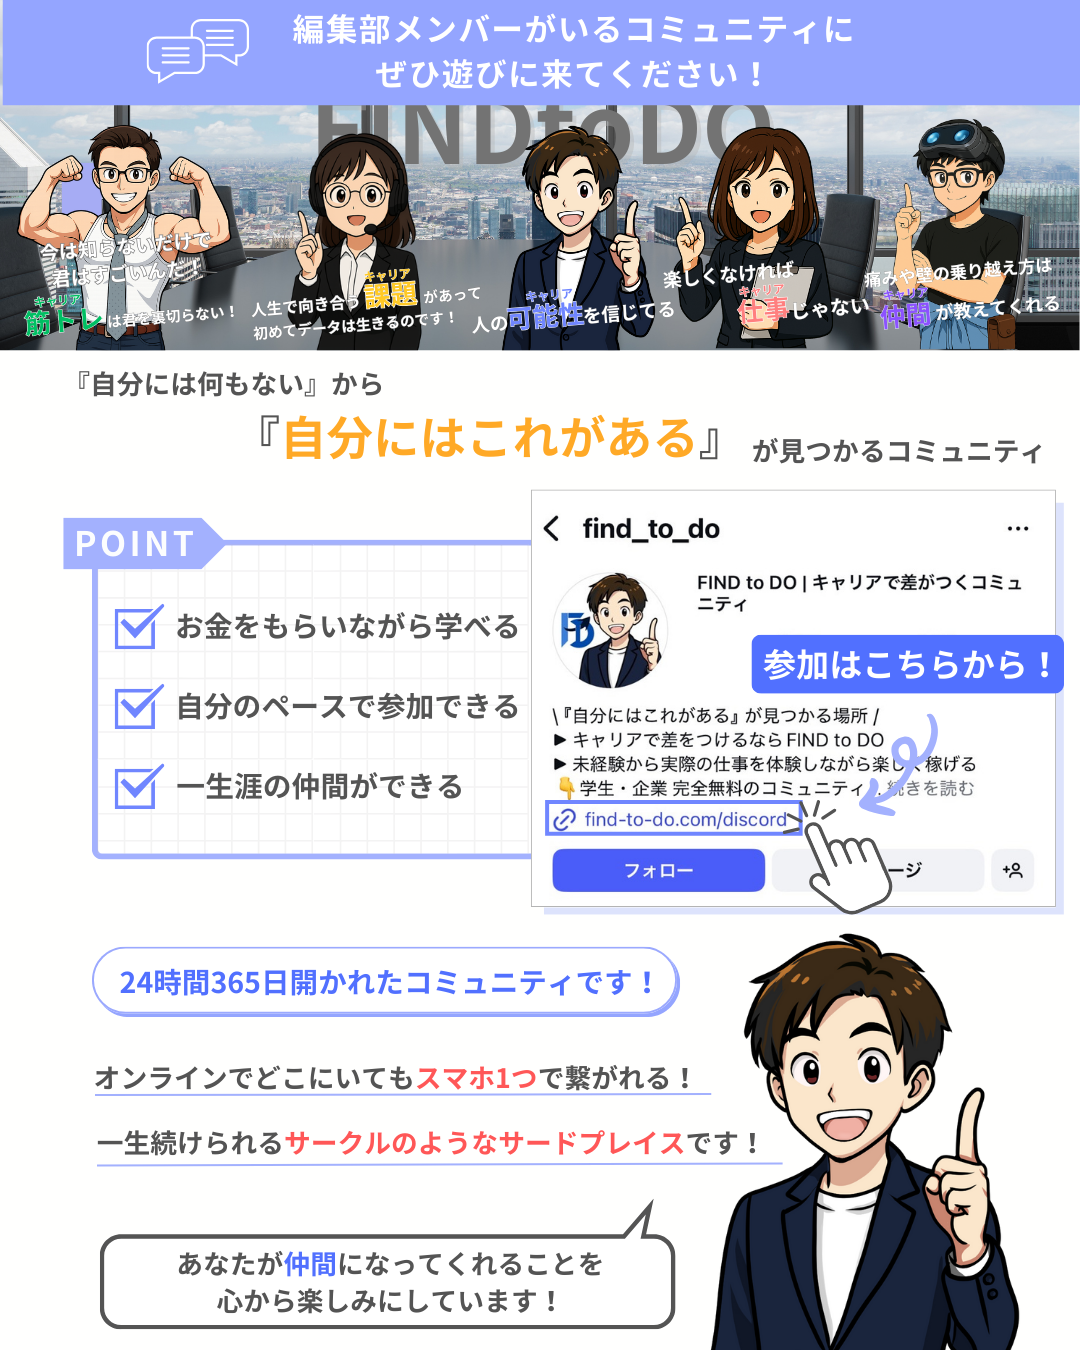 編集部メンバーがいるコミュニティに
ぜひ遊びに来てください！
FINDtoDO
今は知らないだけで
君はすごいんだ！
キャリア
筋トレは君を裏切らない！
人生で向き合う
キャリア
課題があって
初めてデータは生きるのです！
キャリア
人の可能性を信じてる
楽しくなければ
キャリア
仕事じゃない
痛みや壁の乗り越え方は
キャリア
仲間が教えてくれる
『自分には何もない』から
『自分にはこれがある』が見つかるコミュニティ
POINT
お金をもらいながら学べる
自分のペースで参加できる
一生涯の仲間ができる
find_to_do
FIND to DO | キャリアで差がつくコミュ
ニティ
参加はこちらから！
\『自分にはこれがある』が見つかる場所 /
▶ キャリアで差をつけるなら FIND to DO
▶ 未経験から実際の仕事を体験しながら楽しく稼げる
👇 学生・企業 完全無料のコミュニティ... 続きを読む
find-to-do.com/discord
フォロー
ージ
24時間365日開かれたコミュニティです！
オンラインでどこにいてもスマホ1つで繋がれる！
一生続けられるサークルのようなサードプレイスです！
あなたが仲間になってくれることを
心から楽しみにしています！